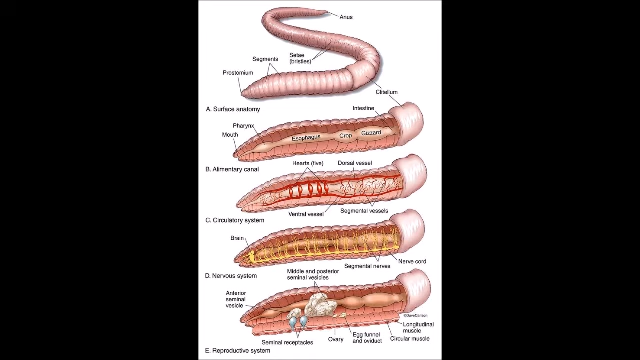 Anus
Setae
(bristles)
Segments
Prostomium
Clitellum
A. Surface anatomy
Intestine
Pharynx
Mouth
Esophagus
Crop
Gizzard
B. Alimentary canal
Hearts (five)
Dorsal vessel
Ventral vessel
Segmental vessels
C. Circulatory system
Brain
Nerve cord
Segmental nerves
D. Nervous system
Middle and posterior
seminal vesicles
Anterior
seminal
vesicle
Longitudinal
muscle
Circular muscle
Egg funnel
and oviduct
Ovary
Seminal receptacles
E. Reproductive system